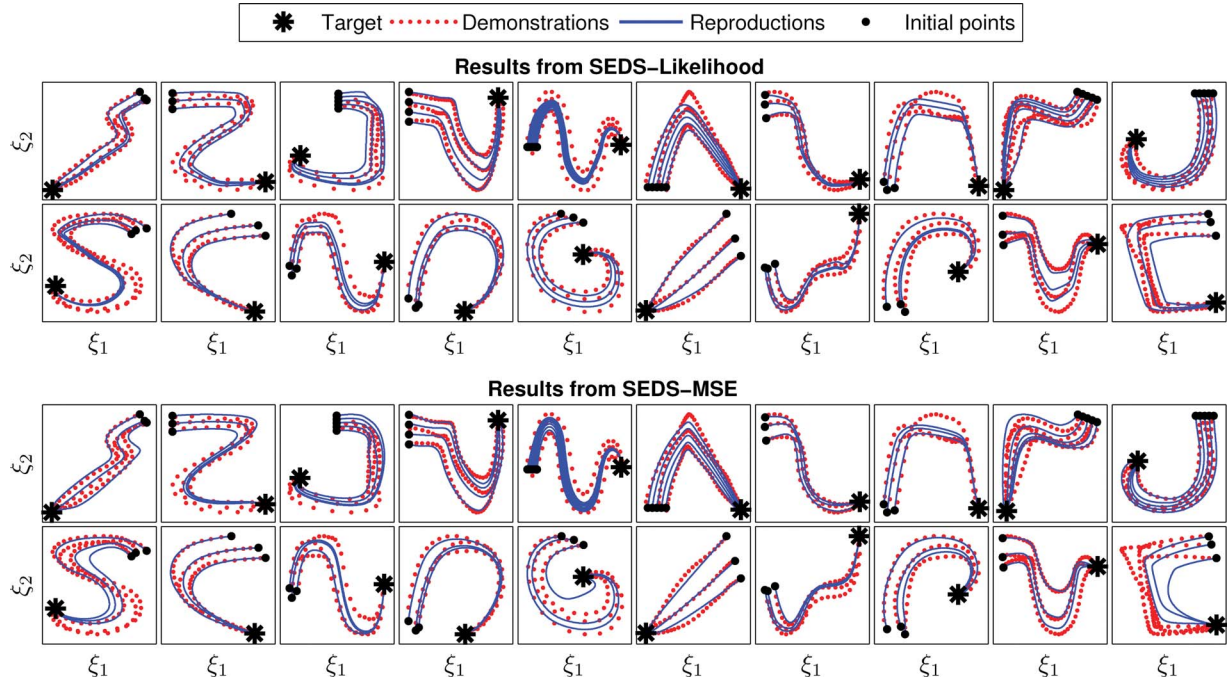 Target Demonstrations Reproductions Initial points
Results from SEDS-Likelihood
ξ2
ξ2
ξ1 ξ1 ξ1 ξ1 ξ1 ξ1 ξ1 ξ1 ξ1 ξ1
Results from SEDS-MSE
ξ2
ξ2
ξ1 ξ1 ξ1 ξ1 ξ1 ξ1 ξ1 ξ1 ξ1 ξ1